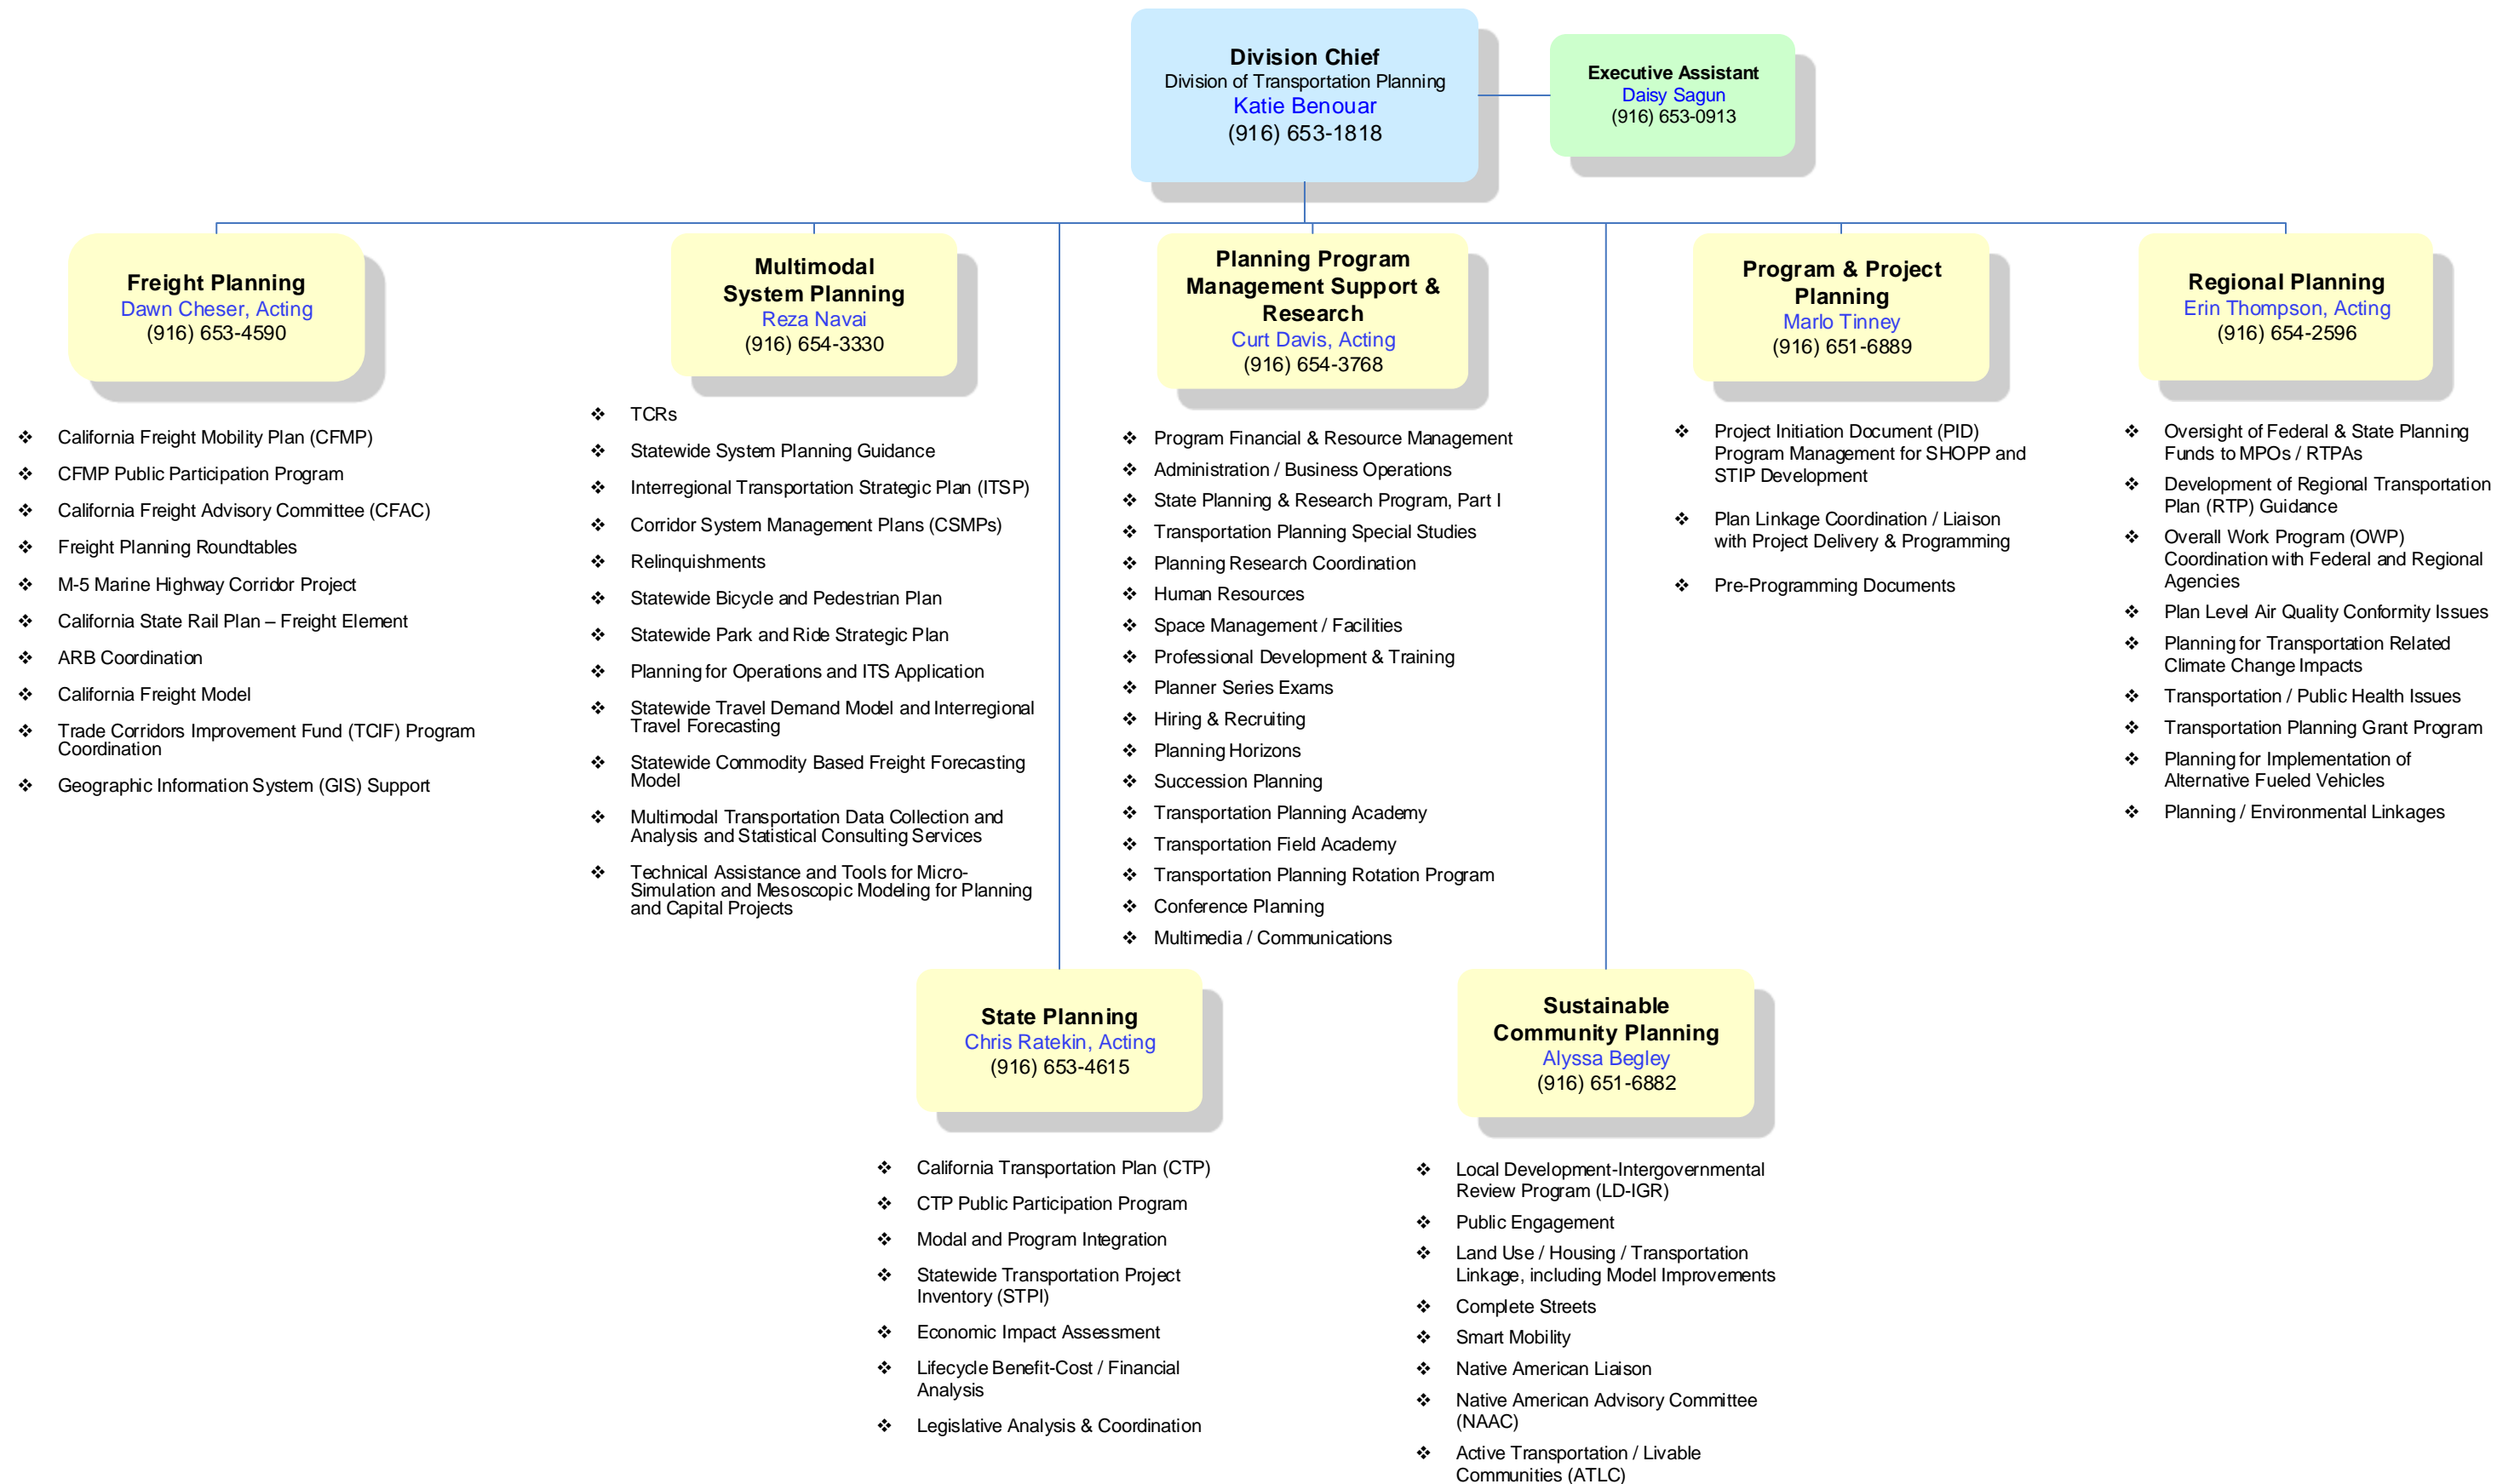 Division Chief
Division of Transportation Planning
Katie Benouar
(916) 653-1818
Executive Assistant
Daisy Sagun
(916) 653-0913
Freight Planning
Dawn Cheser, Acting
(916) 653-4590
❖ California Freight Mobility Plan (CFMP)
❖ CFMP Public Participation Program
❖ California Freight Advisory Committee (CFAC)
❖ Freight Planning Roundtables
❖ M-5 Marine Highway Corridor Project
❖ California State Rail Plan – Freight Element
❖ ARB Coordination
❖ California Freight Model
❖ Trade Corridors Improvement Fund (TCIF) Program
Coordination
❖ Geographic Information System (GIS) Support
Multimodal
System Planning
Reza Navai
(916) 654-3330
❖ TCRs
❖ Statewide System Planning Guidance
❖ Interregional Transportation Strategic Plan (ITSP)
❖ Corridor System Management Plans (CSMPs)
❖ Relinquishments
❖ Statewide Bicycle and Pedestrian Plan
❖ Statewide Park and Ride Strategic Plan
❖ Planning for Operations and ITS Application
❖ Statewide Travel Demand Model and Interregional
Travel Forecasting
❖ Statewide Commodity Based Freight Forecasting
Model
❖ Multimodal Transportation Data Collection and
Analysis and Statistical Consulting Services
❖ Technical Assistance and Tools for Micro-
Simulation and Mesoscopic Modeling for Planning
and Capital Projects
Planning Program
Management Support &
Research
Curt Davis, Acting
(916) 654-3768
❖ Program Financial & Resource Management
❖ Administration / Business Operations
❖ State Planning & Research Program, Part I
❖ Transportation Planning Special Studies
❖ Planning Research Coordination
❖ Human Resources
❖ Space Management / Facilities
❖ Professional Development & Training
❖ Planner Series Exams
❖ Hiring & Recruiting
❖ Planning Horizons
❖ Succession Planning
❖ Transportation Planning Academy
❖ Transportation Field Academy
❖ Transportation Planning Rotation Program
❖ Conference Planning
❖ Multimedia / Communications
Program & Project
Planning
Marlo Tinney
(916) 651-6889
❖ Project Initiation Document (PID)
Program Management for SHOPP and
STIP Development
❖ Plan Linkage Coordination / Liaison
with Project Delivery & Programming
❖ Pre-Programming Documents
Regional Planning
Erin Thompson, Acting
(916) 654-2596
❖ Oversight of Federal & State Planning
Funds to MPOs / RTPAs
❖ Development of Regional Transportation
Plan (RTP) Guidance
❖ Overall Work Program (OWP)
Coordination with Federal and Regional
Agencies
❖ Plan Level Air Quality Conformity Issues
❖ Planning for Transportation Related
Climate Change Impacts
❖ Transportation / Public Health Issues
❖ Transportation Planning Grant Program
❖ Planning for Implementation of
Alternative Fueled Vehicles
❖ Planning / Environmental Linkages
State Planning
Chris Ratekin, Acting
(916) 653-4615
❖ California Transportation Plan (CTP)
❖ CTP Public Participation Program
❖ Modal and Program Integration
❖ Statewide Transportation Project
Inventory (STPI)
❖ Economic Impact Assessment
❖ Lifecycle Benefit-Cost / Financial
Analysis
❖ Legislative Analysis & Coordination
Sustainable
Community Planning
Alyssa Begley
(916) 651-6882
❖ Local Development-Intergovernmental
Review Program (LD-IGR)
❖ Public Engagement
❖ Land Use / Housing / Transportation
Linkage, including Model Improvements
❖ Complete Streets
❖ Smart Mobility
❖ Native American Liaison
❖ Native American Advisory Committee
(NAAC)
❖ Active Transportation / Livable
Communities (ATLC)